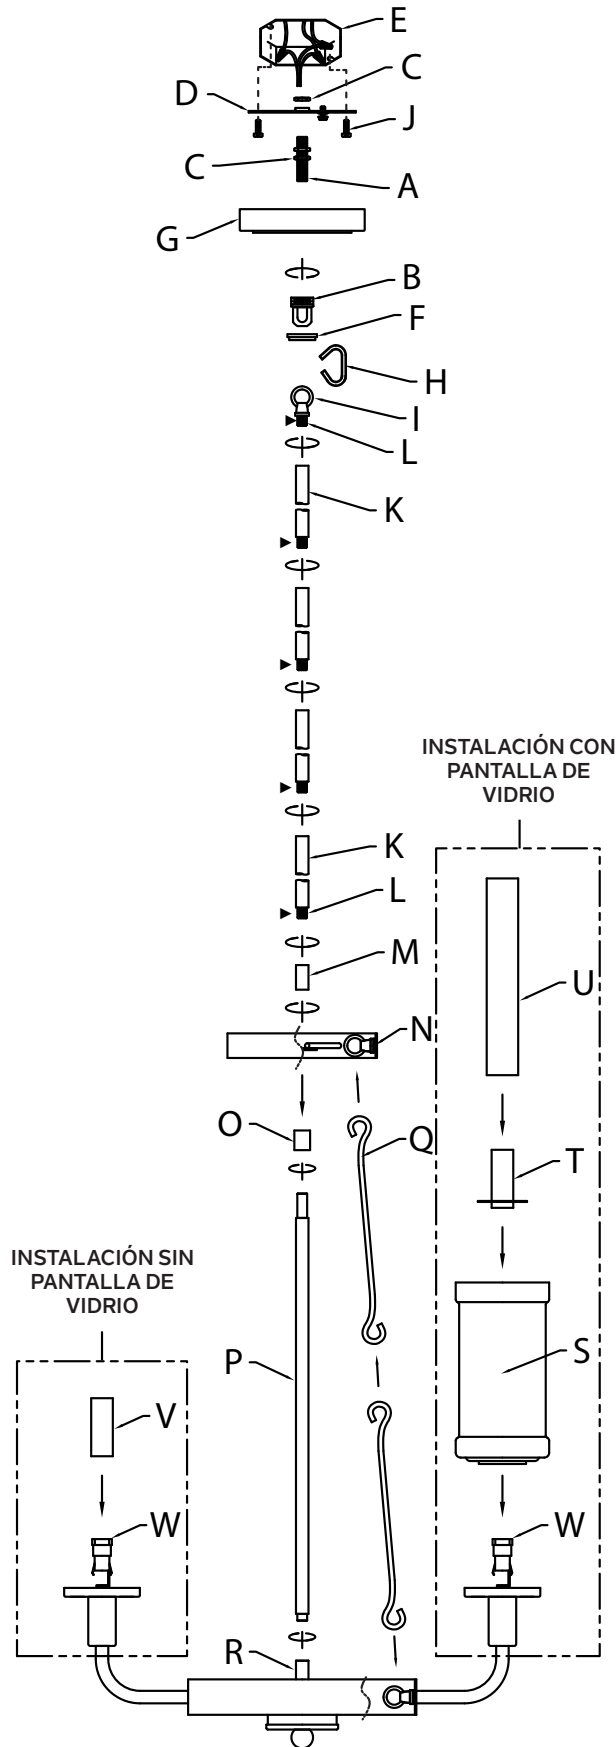 E
C
D
J
C
A
G
B
F
H
I
L
K
INSTALACIÓN CON
PANTALLA DE
VIDRIO
K
L
M
U
N
O
Q
T
INSTALACIÓN SIN
PANTALLA DE
VIDRIO
P
S
V
W
W
R